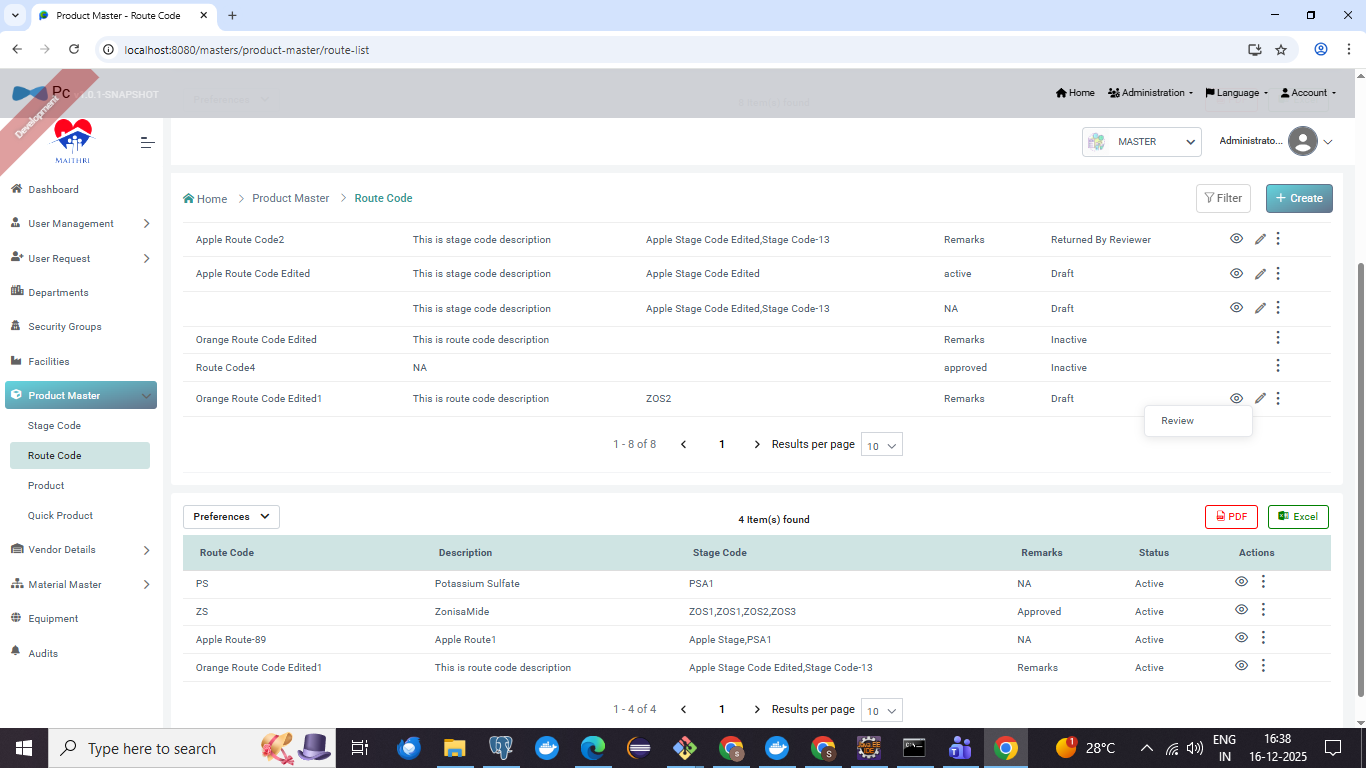 Product Master - Route Code
localhost:8080/masters/product-master/route-list
Development
Pc
.0.1-SNAPSHOT
Preferences
Home
Administration
Language
Account
MAITHRI
MASTER
Administrato...
Dashboard
User Management
User Request
Departments
Security Groups
Facilities
Product Master
Stage Code
Route Code
Product
Quick Product
Vendor Details
Material Master
Equipment
Audits
Home Product Master Route Code Filter + Create
Apple Route Code2 This is stage code description Apple Stage Code Edited,Stage Code-13 Remarks Returned By Reviewer
Apple Route Code Edited This is stage code description Apple Stage Code Edited active Draft
This is stage code description Apple Stage Code Edited,Stage Code-13 NA Draft
Orange Route Code Edited This is route code description Remarks Inactive
Route Code4 NA approved Inactive
Orange Route Code Edited1 This is route code description ZOS2 Remarks Draft
Review
1 - 8 of 8 1 Results per page 10
Preferences 4 Item(s) found PDF Excel
Route Code Description Stage Code Remarks Status Actions
PS Potassium Sulfate PSA1 NA Active
ZS ZonisaMide ZOS1,ZOS1,ZOS2,ZOS3 Approved Active
Apple Route-89 Apple Route1 Apple Stage,PSA1 NA Active
Orange Route Code Edited1 This is route code description Apple Stage Code Edited,Stage Code-13 Remarks Active
1 - 4 of 4 1 Results per page 10
Type here to search
1
28°C
ENG
IN
16:38
16-12-2025